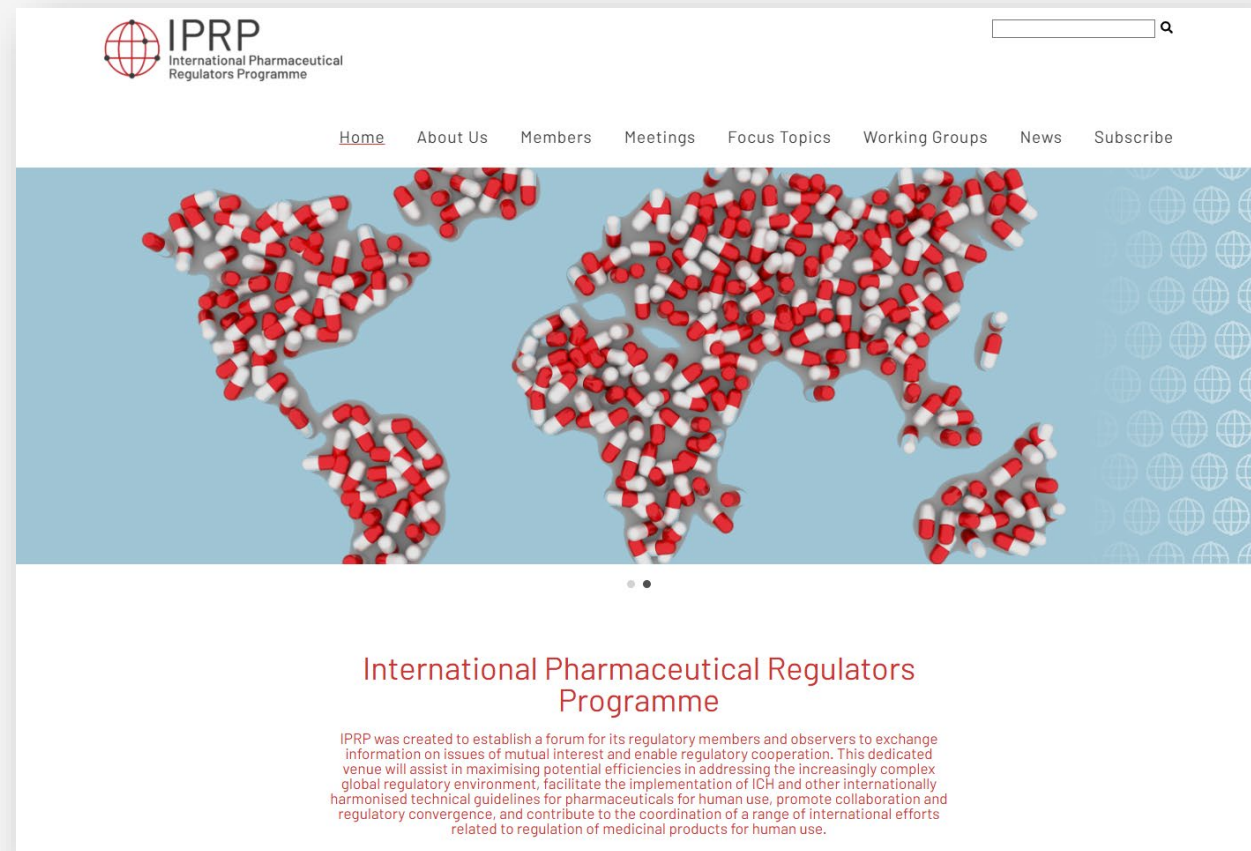 IPRP
International Pharmaceutical
Regulators Programme
Home About Us Members Meetings Focus Topics Working Groups News Subscribe
International Pharmaceutical Regulators
Programme
IPRP was created to establish a forum for its regulatory members and observers to exchange
information on issues of mutual interest and enable regulatory cooperation. This dedicated
venue will assist in maximising potential efficiencies in addressing the increasingly complex
global regulatory environment, facilitate the implementation of ICH and other internationally
harmonised technical guidelines for pharmaceuticals for human use, promote collaboration and
regulatory convergence, and contribute to the coordination of a range of international efforts
related to regulation of medicinal products for human use.